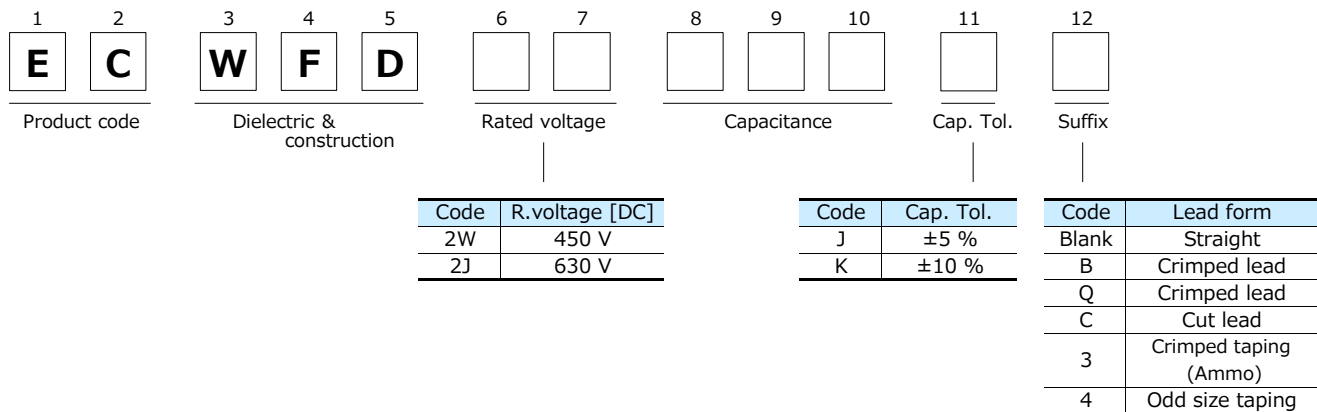 1 2 3 4 5 6 7 8 9 10 11 12
E C W F D
Product code Dielectric & Rated voltage Capacitance Cap. Tol. Suffix
construction
Code R.voltage [DC] Code Cap. Tol. Code Lead form
2W 450 V J ±5 % Blank Straight
2J 630 V K ±10 % B Crimped lead
Q Crimped lead
C Cut lead
3 Crimped taping
(Ammo)
4 Odd size taping